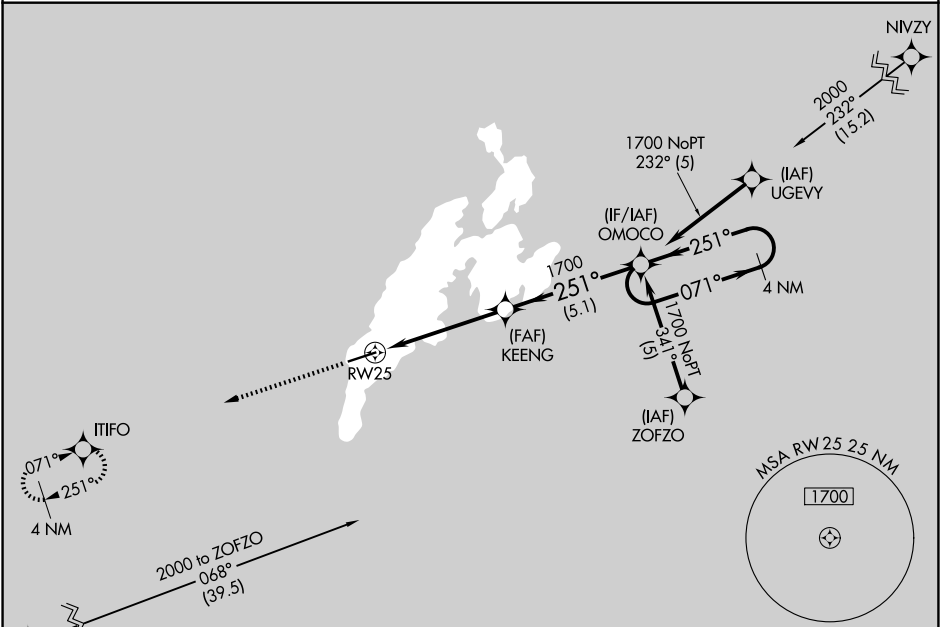 NIVZY
2000
232°
(15.2)
1700 NoPT
232° (5)
(IAF)
UGEVY
(IF/IAF)
OMOCO
251°
071°
4 NM
1700
251°
(5.1)
(FAF)
KEENG
1700 NoPT
341°
(5)
(IAF)
ZOFZO
RW25
ITIFO
071°
251°
4 NM
2000 to ZOFZO
068°
(39.5)
MSA RW25 25 NM
1700